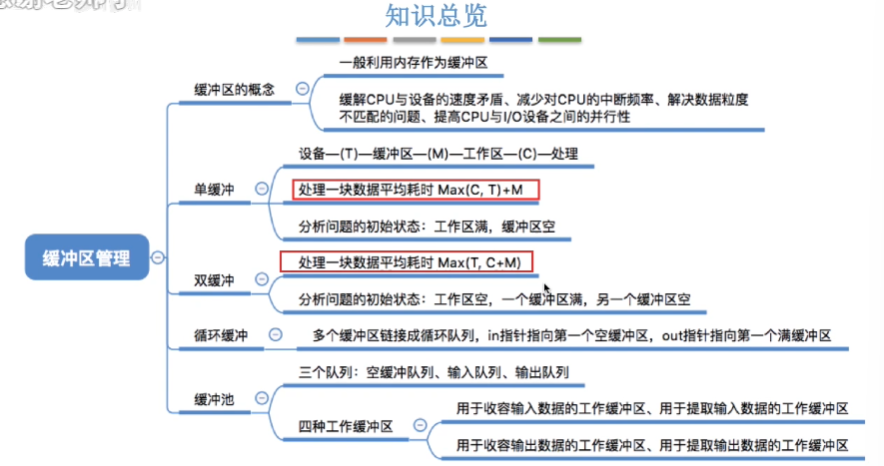 知识总览
一般利用内存作为缓冲区
缓冲区的概念
缓解CPU与设备的速度矛盾、减少对CPU的中断频率、解决数据粒度
不匹配的问题、提高CPU与I/O设备之间的并行性
设备—(T)—缓冲区—(M)—工作区—(C)—处理
单缓冲
处理一块数据平均耗时 Max(C, T)+M
分析问题的初始状态：工作区满，缓冲区空
缓冲区管理
处理一块数据平均耗时 Max(T, C+M)
双缓冲
分析问题的初始状态：工作区空，一个缓冲区满，另一个缓冲区空
循环缓冲
多个缓冲区链接成循环队列，in指针指向第一个空缓冲区，out指针指向第一个满缓冲区
三个队列：空缓冲队列、输入队列、输出队列
缓冲池
用于收容输入数据的工作缓冲区、用于提取输入数据的工作缓冲区
四种工作缓冲区
用于收容输出数据的工作缓冲区、用于提取输出数据的工作缓冲区